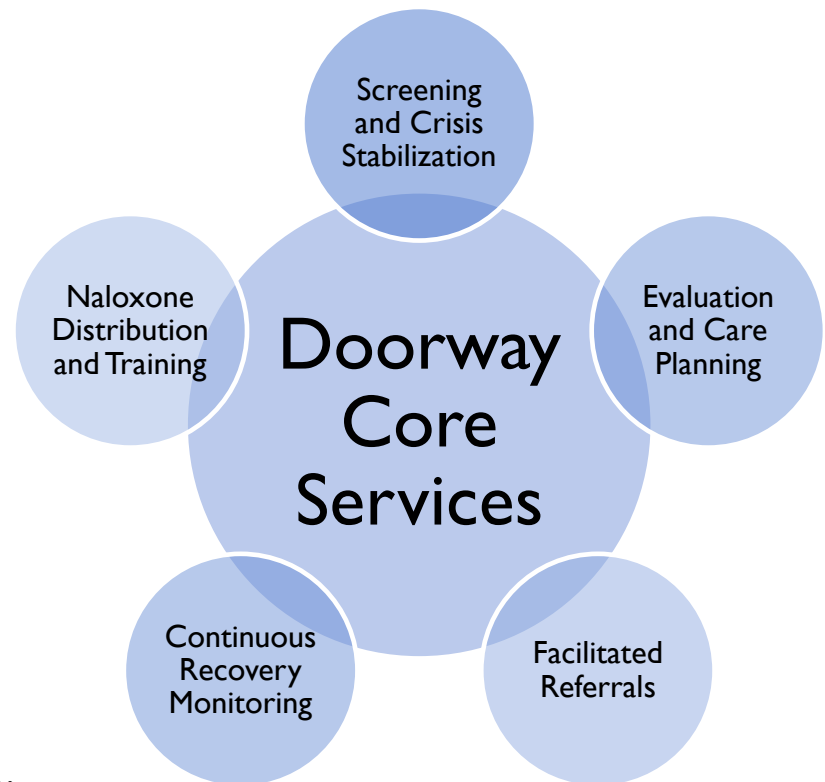 Screening
and Crisis
Stabilization
Naloxone
Distribution
and Training
Evaluation
and Care
Planning
Doorway
Core
Services
Continuous
Recovery
Monitoring
Facilitated
Referrals